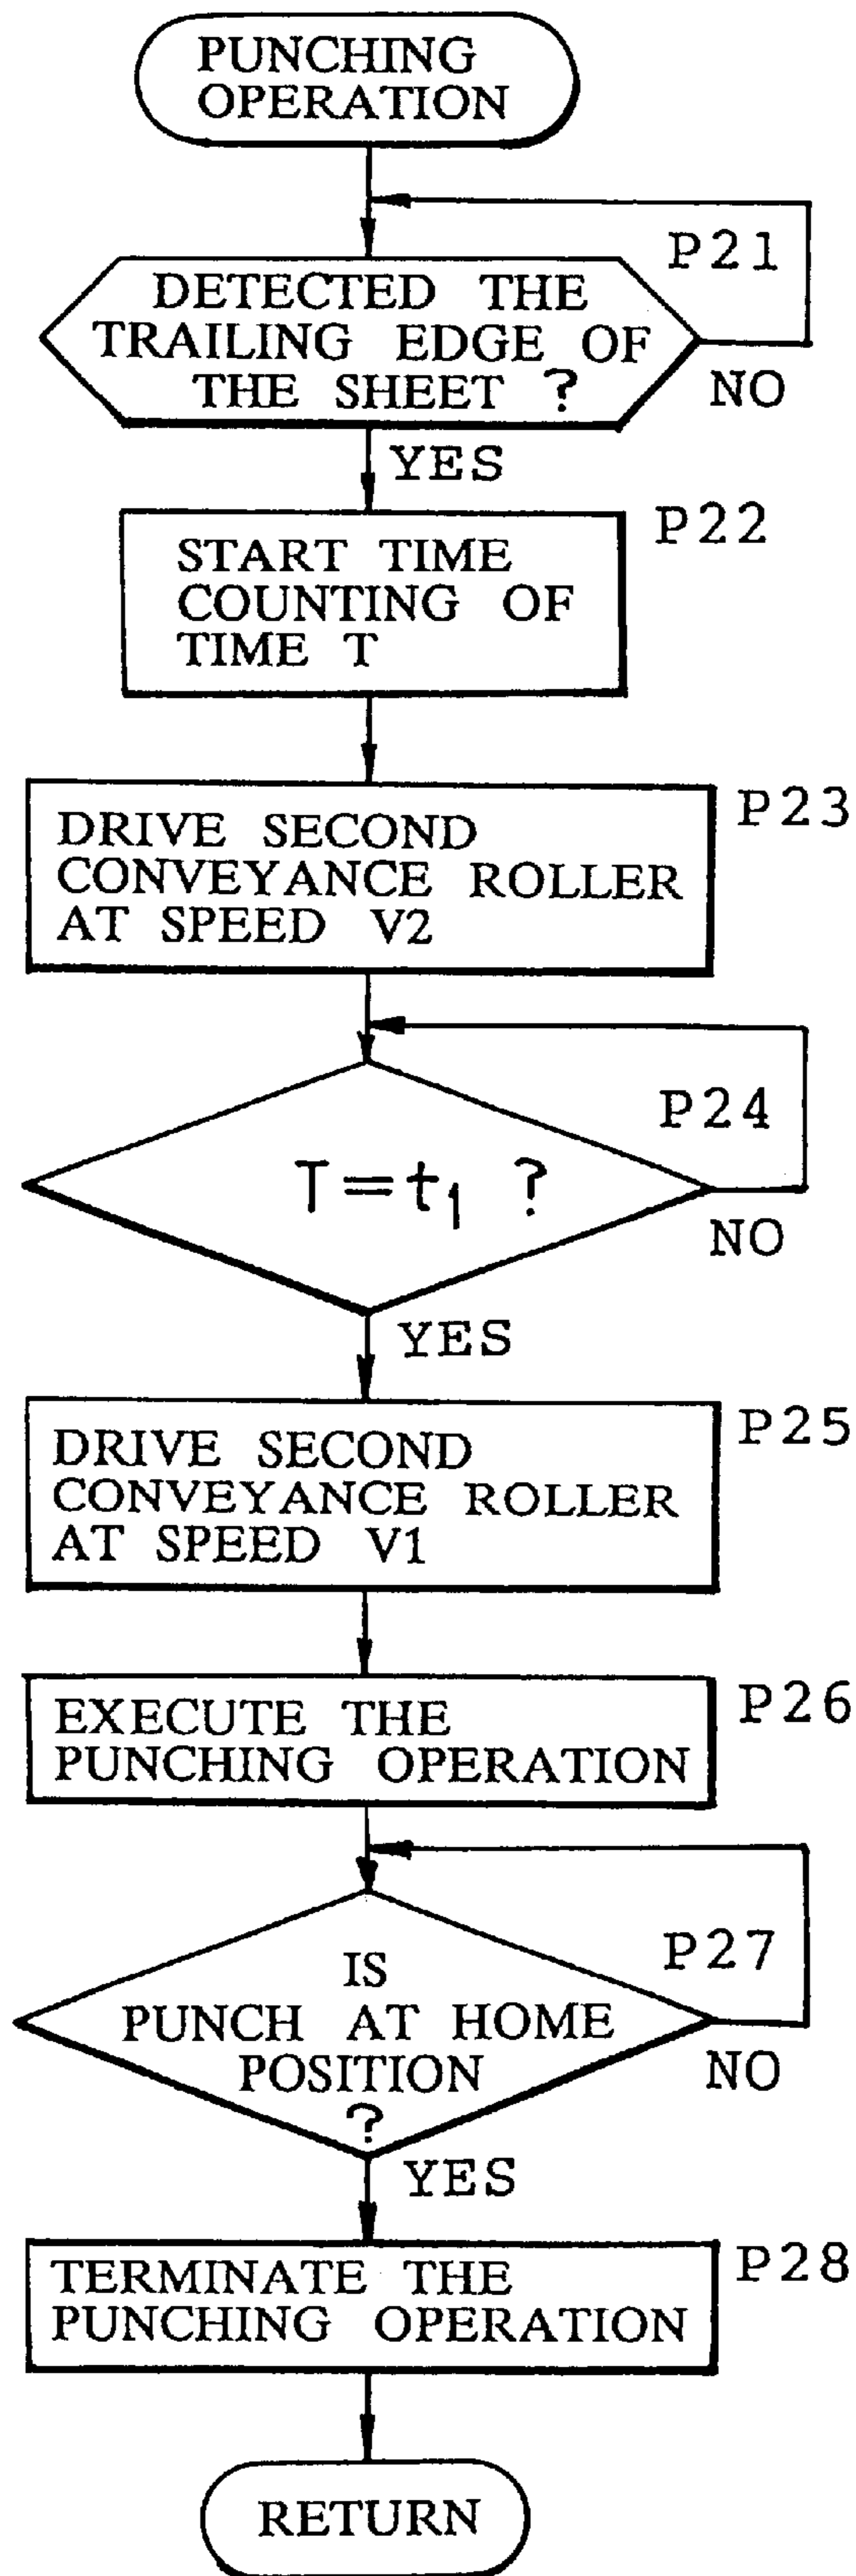 PUNCHING
OPERATION
P21
DETECTED THE
TRAILING EDGE OF
THE SHEET ?
NO
YES
P22
START TIME
COUNTING OF
TIME T
P23
DRIVE SECOND
CONVEYANCE ROLLER
AT SPEED V2
P24
T=t₁ ?
NO
YES
P25
DRIVE SECOND
CONVEYANCE ROLLER
AT SPEED V1
P26
EXECUTE THE
PUNCHING OPERATION
P27
IS
PUNCH AT HOME
POSITION
?
NO
YES
P28
TERMINATE THE
PUNCHING OPERATION
RETURN